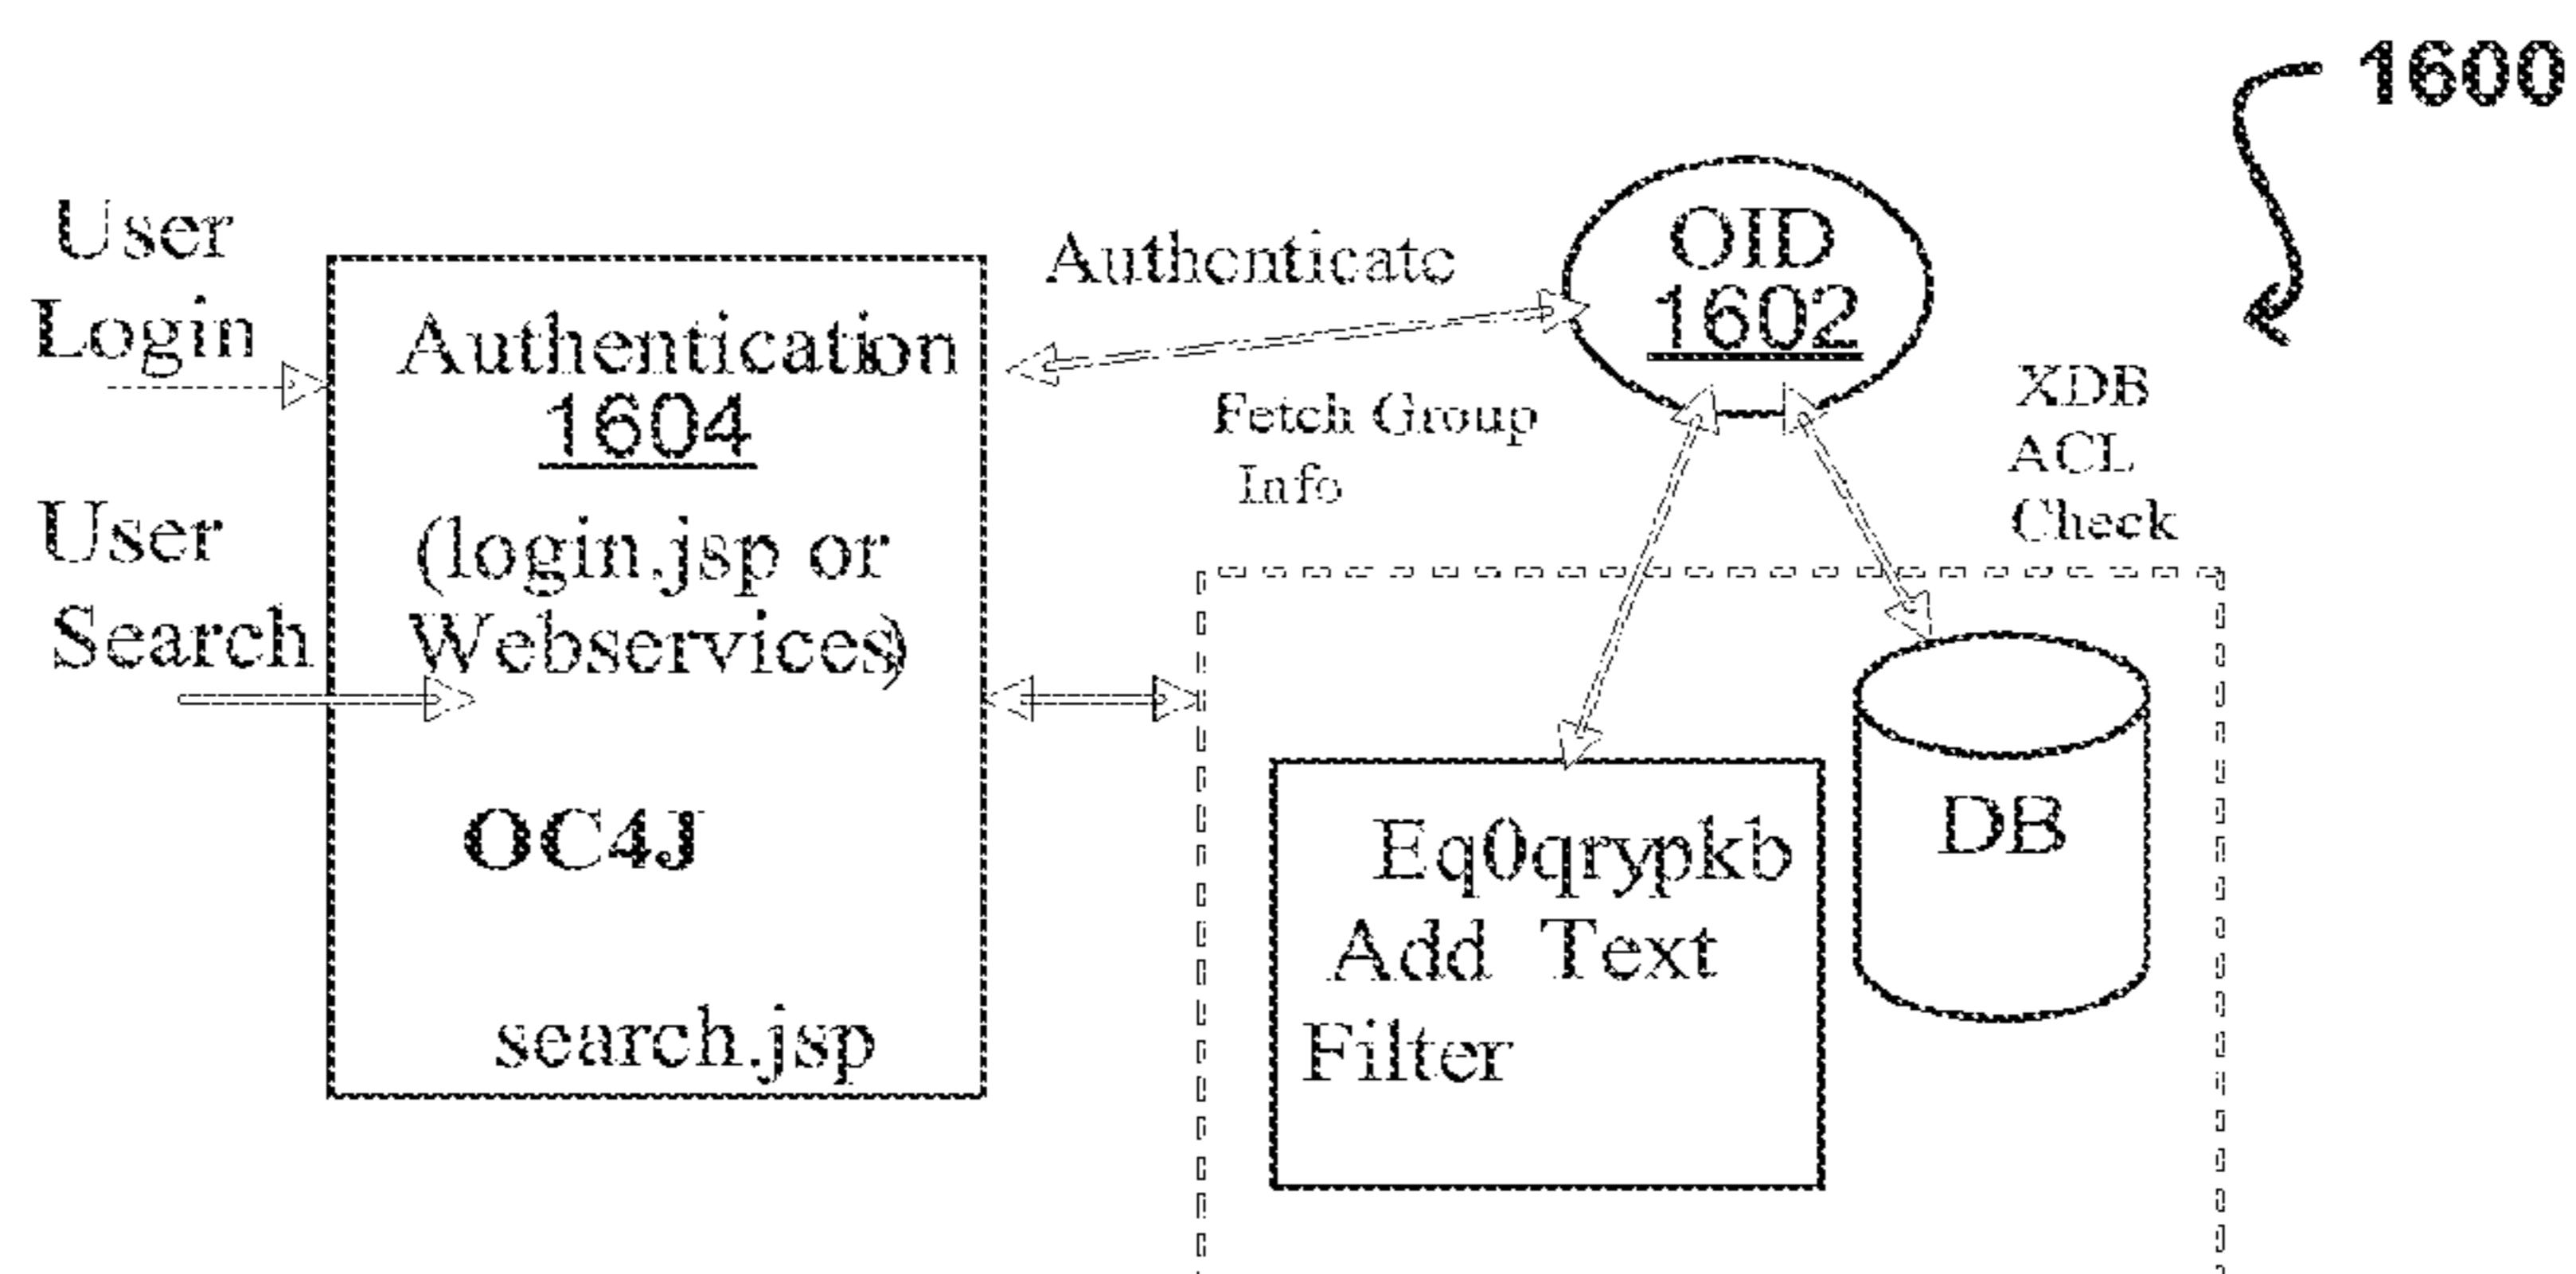 1600
User
Login
User
Search
Authentication
1604
(login.jsp or
Webservices)
OC4J
search.jsp
Authenticate
OID
1602
Fetch Group
Info
XDB
ACL
Check
Eq0qrypkb
Add Text
Filter
DB